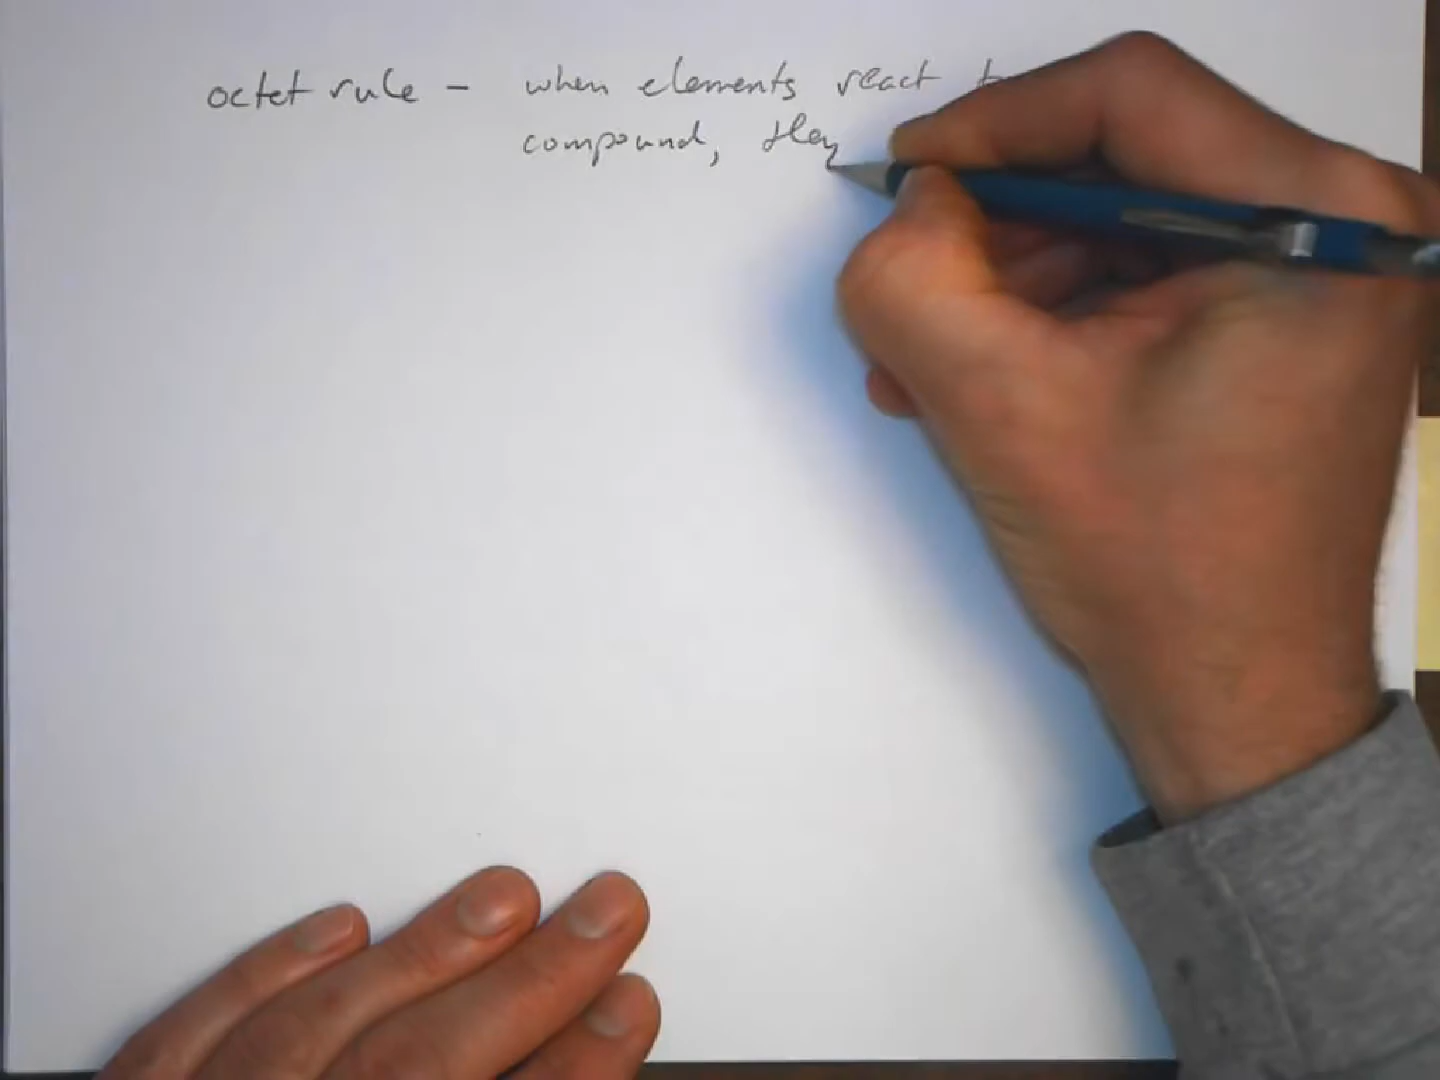 octet rule - when elements react
compound, they